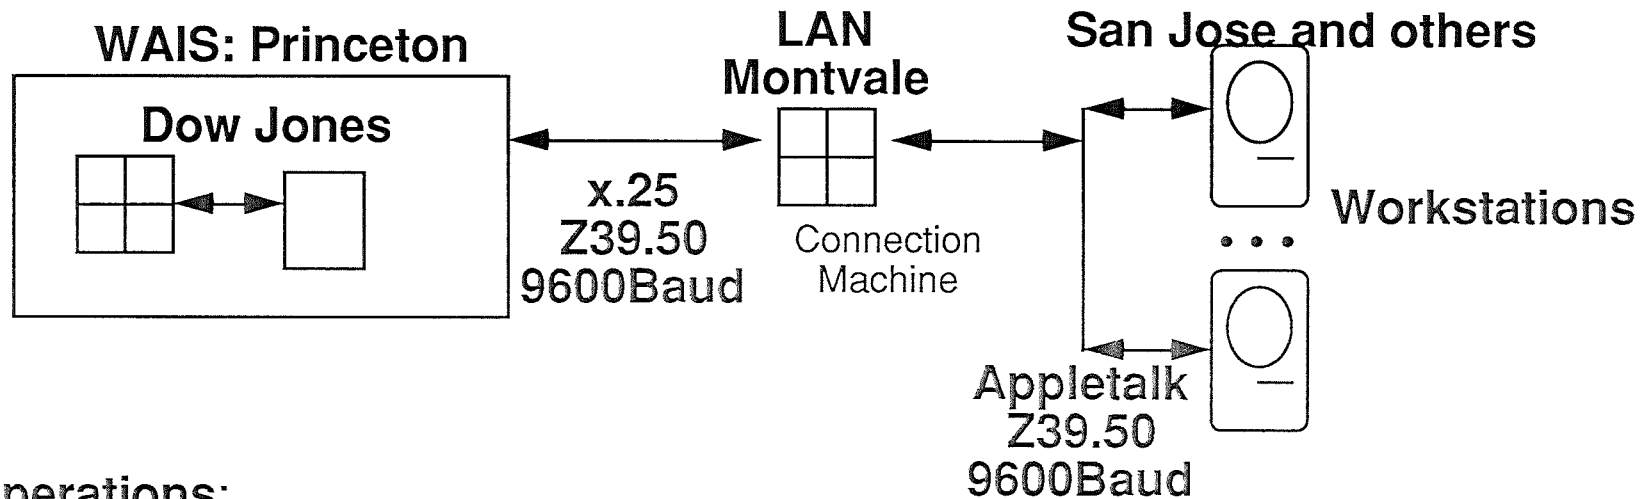 WAIS: Princeton
Dow Jones
x.25
Z39.50
9600Baud
LAN
Montvale
Connection
Machine
San Jose and others
Workstations
Appletalk
Z39.50
9600Baud
perations: